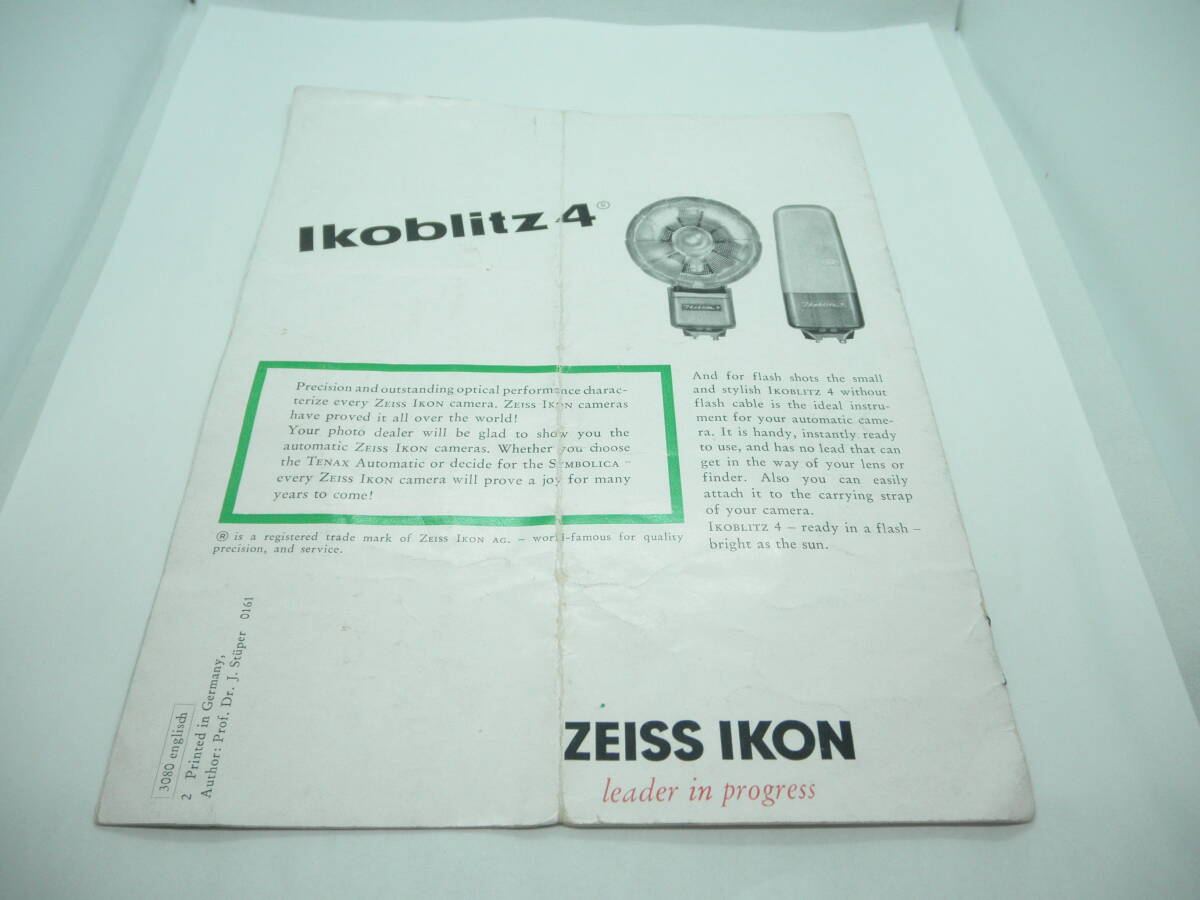 Ikoblitz 4®
Ikoblitz 4
Precision and outstanding optical performance charac-
terize every Zeiss Ikon camera. Zeiss Ikon cameras
have proved it all over the world!
Your photo dealer will be glad to show you the
automatic Zeiss Ikon cameras. Whether you choose
the Tenax Automatic or decide for the Symbolica –
every Zeiss Ikon camera will prove a joy for many
years to come!
® is a registered trade mark of Zeiss Ikon AG. – world-famous for quality
precision, and service.
And for flash shots the small
and stylish Ikoblitz 4 without
flash cable is the ideal instru-
ment for your automatic came-
ra. It is handy, instantly ready
to use, and has no lead that can
get in the way of your lens or
finder. Also you can easily
attach it to the carrying strap
of your camera.
Ikoblitz 4 – ready in a flash –
bright as the sun.
3080 englisch
2 Printed in Germany,
Author: Prof. Dr. J. Stüper 0161
ZEISS IKON
leader in progress